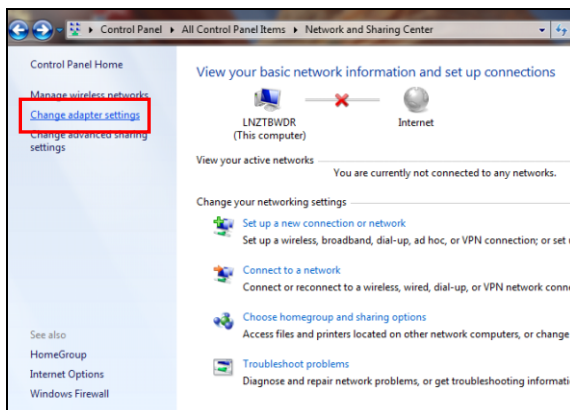 Control Panel ▸ All Control Panel Items ▸ Network and Sharing Center
Control Panel Home
Manage wireless networks
Change adapter settings
Change advanced sharing
settings
See also
HomeGroup
Internet Options
Windows Firewall
View your basic network information and set up connections
LNZTBWDR
(This computer)
Internet
View your active networks
You are currently not connected to any networks.
Change your networking settings
Set up a new connection or network
Set up a wireless, broadband, dial-up, ad hoc, or VPN connection; or set
Connect to a network
Connect or reconnect to a wireless, wired, dial-up, or VPN network
Choose homegroup and sharing options
Access files and printers located on other network computers, or change
Troubleshoot problems
Diagnose and repair network problems, or get troubleshooting